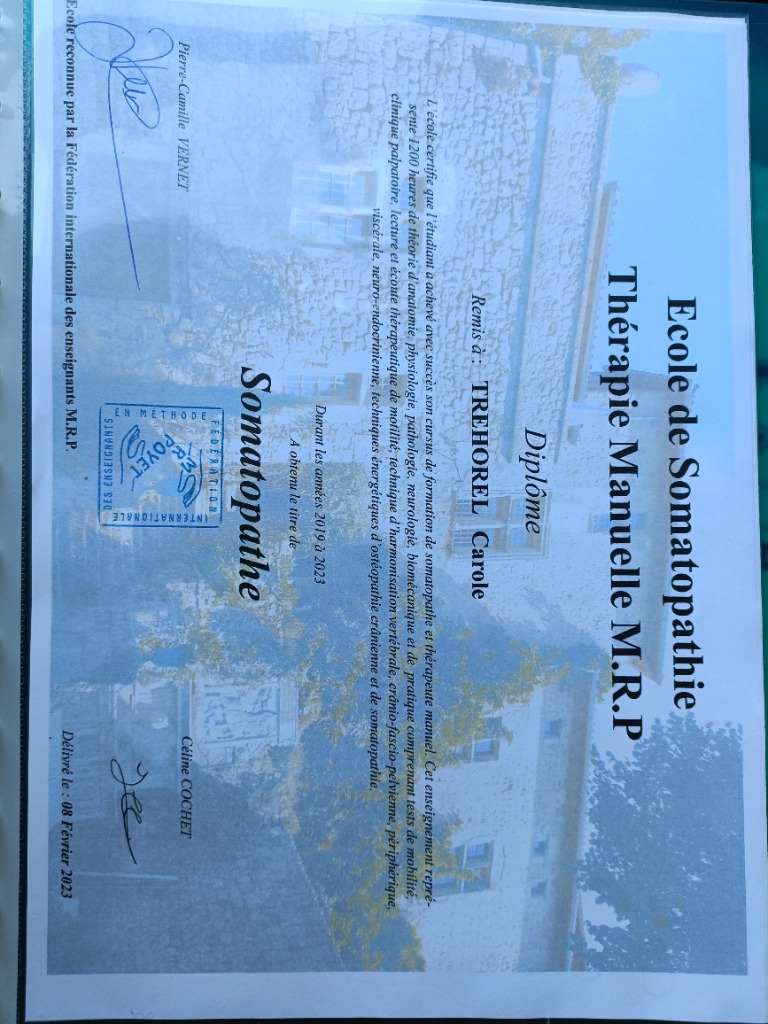 Ecole de Somatopathie
Thérapie Manuelle M.R.P
Diplôme
Remis à : TREHOREL Carole
L'école certifie que l'étudiant a achevé avec succès son cursus de formation de somatopathe et thérapeute manuel. Cet enseignement repré-
sente 1200 heures de théorie d'anatomie, physiologie, pathologie, neurologie, biomécanique et de pratique comprenant tests de mobilité,
clinique palpatoire, lecture et écoute thérapeutique de motilité, technique d'harmonisation vertébrale, crânio-fascio-pelvienne, périphérique,
viscérale, neuro-endocrinienne, techniques énergétiques d'ostéopathie crânienne et de somatopathie.
Durant les années 2019 à 2023
A obtenu le titre de
Somatopathe
Pierre-Camille VERNET
Céline COCHET
FÉDÉRATION
INTERNATIONALE
DES ENSEIGNANTS
EN MÉTHODE
POYET
Ecole reconnue par la Fédération internationale des enseignants M.R.P.
Délivré le : 08 Février 2023